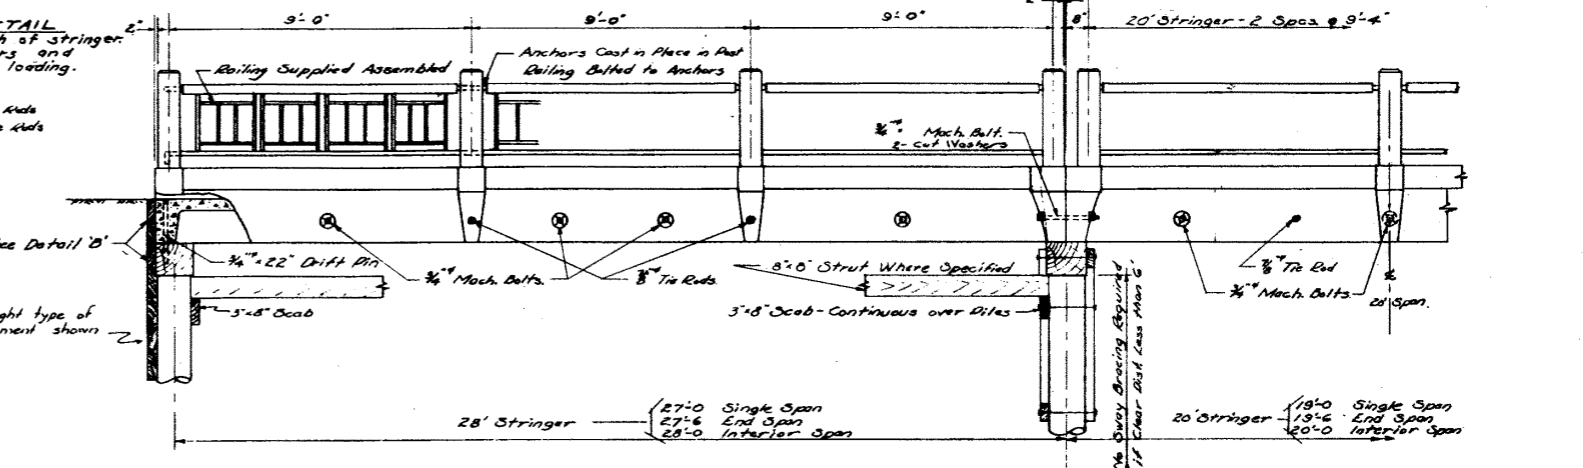 TAIL
h of stringer.
rs and
loading.
Rods
Rods
2"
9'-0"
9'-0"
9'-0"
8"
20' Stringer - 2 Spcs. @ 9'-4"
Railing Supplied Assembled
Anchors Cast in Place in Post
Railing Bolted to Anchors
3/4"ᵠ Mach. Bolt.
2- Cut Washers
ee Detail 'B'
3/4"ᵠ x 22" Drift Pin
3/4"ᵠ Mach. Bolts.
7/8"ᵠ Tie Rods.
8"x8" Strut Where Specified
7/8"ᵠ Tie Rod
3/4"ᵠ Mach. Bolts.
20' Span.
ght type of
ment shown
3"x8" Scab
3"x8" Scab - Continuous over Piles
No Sway Bracing Required
if Clear Dist. Less than 6'
28' Stringer
27'-0 Single Span
27'-6 End Span
28'-0 Interior Span
20' Stringer
19'-0 Single Span
19'-6 End Span
20'-0 Interior Span